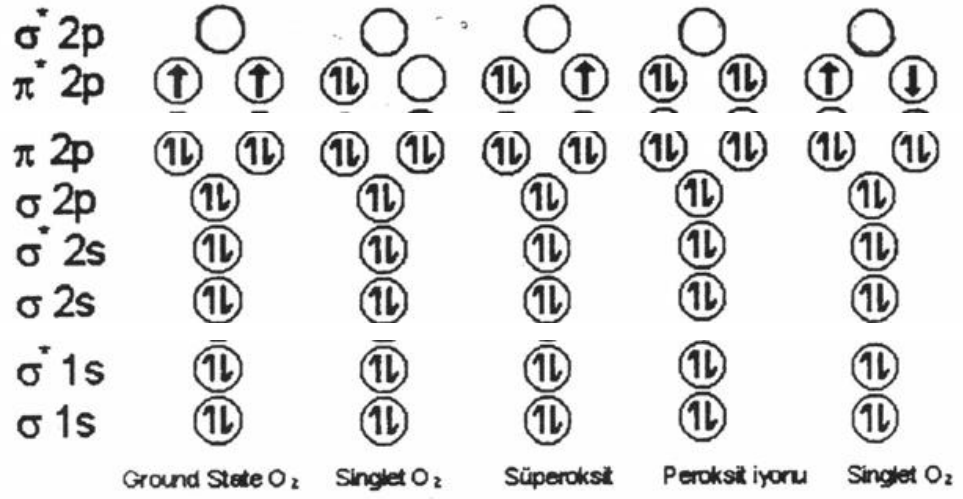 σ* 2p
π* 2p
π 2p
σ 2p
σ* 2s
σ 2s
σ* 1s
σ 1s
Ground State O₂ Singlet O₂ Süperoksit Peroksit iyonu Singlet O₂